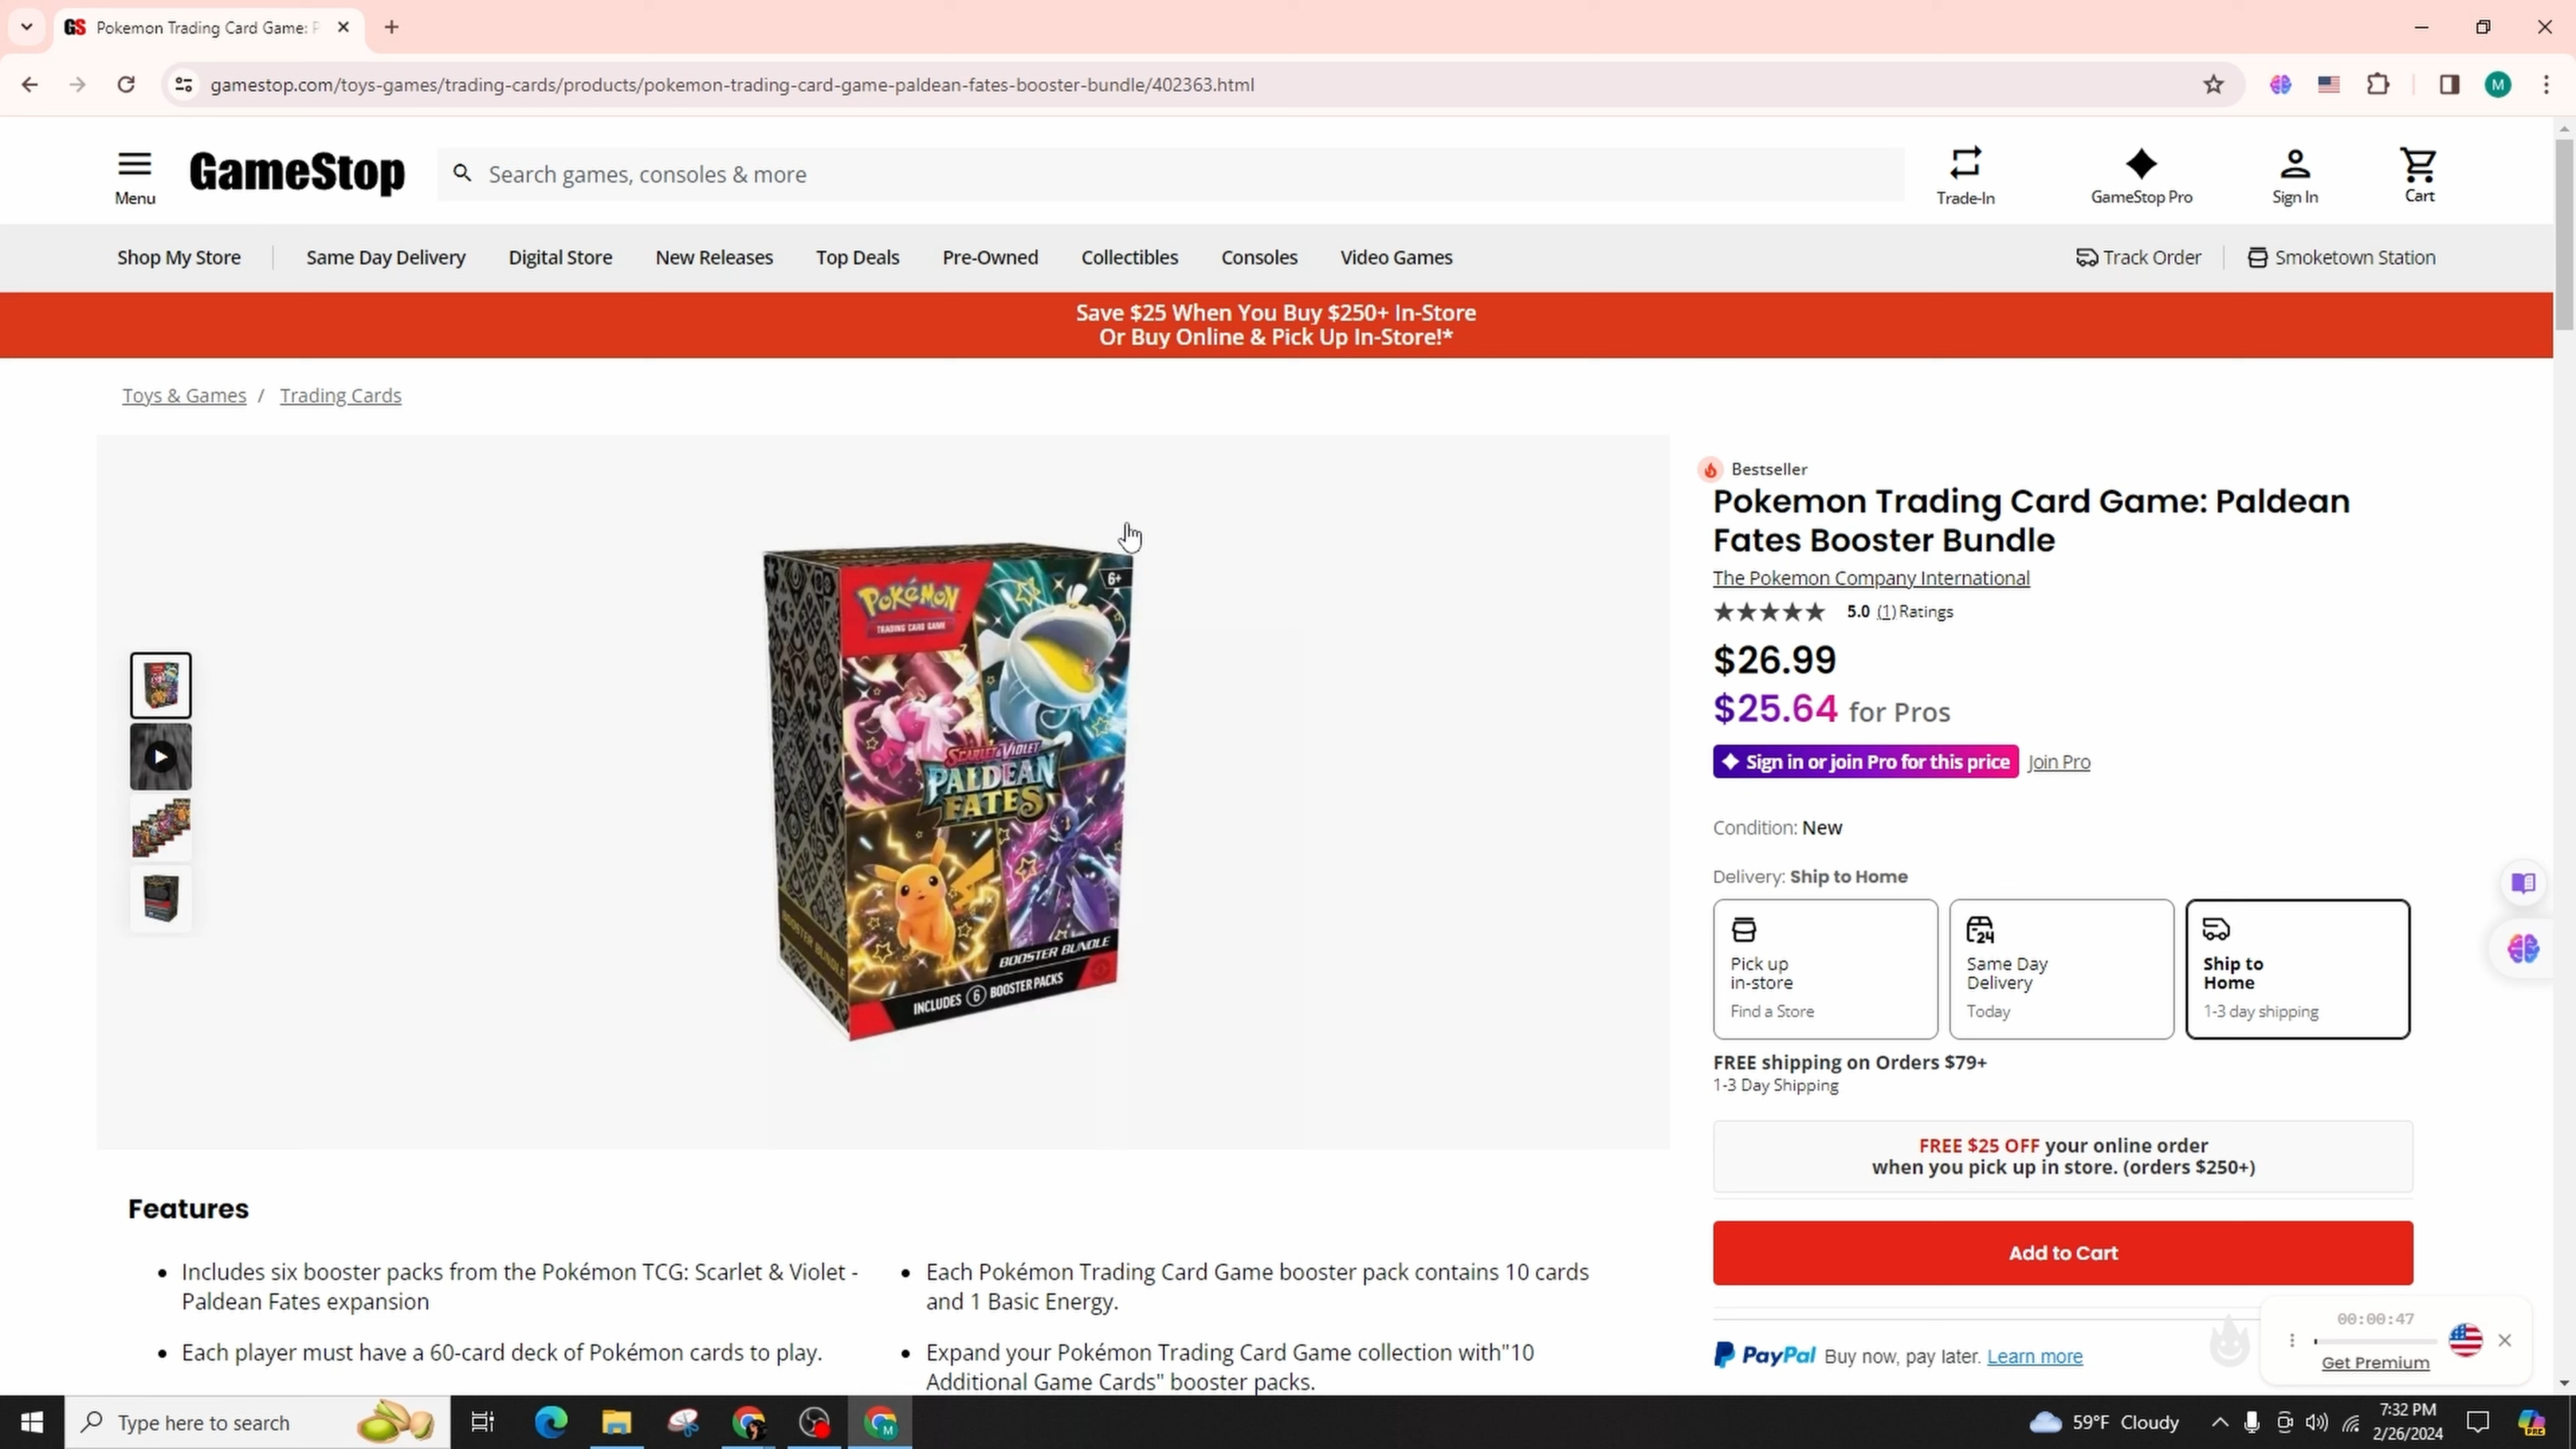 GS Pokemon Trading Card Game: P
gamestop.com/toys-games/trading-cards/products/pokemon-trading-card-game-paldean-fates-booster-bundle/402363.html
M
Menu
GameStop
Search games, consoles & more
Trade-In
GameStop Pro
Sign In
Cart
Shop My Store
Same Day Delivery
Digital Store
New Releases
Top Deals
Pre-Owned
Collectibles
Consoles
Video Games
Track Order
Smoketown Station
Save $25 When You Buy $250+ In-Store
Or Buy Online & Pick Up In-Store!*
Toys & Games / Trading Cards
POKéMON
TRADING CARD GAME
6+
SCARLET & VIOLET
PALDEAN
FATES
BOOSTER BUNDLE
BOOSTER BUNDLE
INCLUDES 6 BOOSTER PACKS
Bestseller
Pokemon Trading Card Game: Paldean
Fates Booster Bundle
The Pokemon Company International
5.0 (1) Ratings
$26.99
$25.64 for Pros
Sign in or join Pro for this price Join Pro
Condition: New
Delivery: Ship to Home
Pick up
in-store
Find a Store
24
Same Day
Delivery
Today
Ship to
Home
1-3 day shipping
FREE shipping on Orders $79+
1-3 Day Shipping
FREE $25 OFF your online order
when you pick up in store. (orders $250+)
Add to Cart
PayPal Buy now, pay later. Learn more
Features
Includes six booster packs from the Pokémon TCG: Scarlet & Violet -
Paldean Fates expansion
Each player must have a 60-card deck of Pokémon cards to play.
Each Pokémon Trading Card Game booster pack contains 10 cards
and 1 Basic Energy.
Expand your Pokémon Trading Card Game collection with"10
Additional Game Cards" booster packs.
00:00:47
Get Premium
Type here to search
M
59°F Cloudy
7:32 PM
2/26/2024
PRE